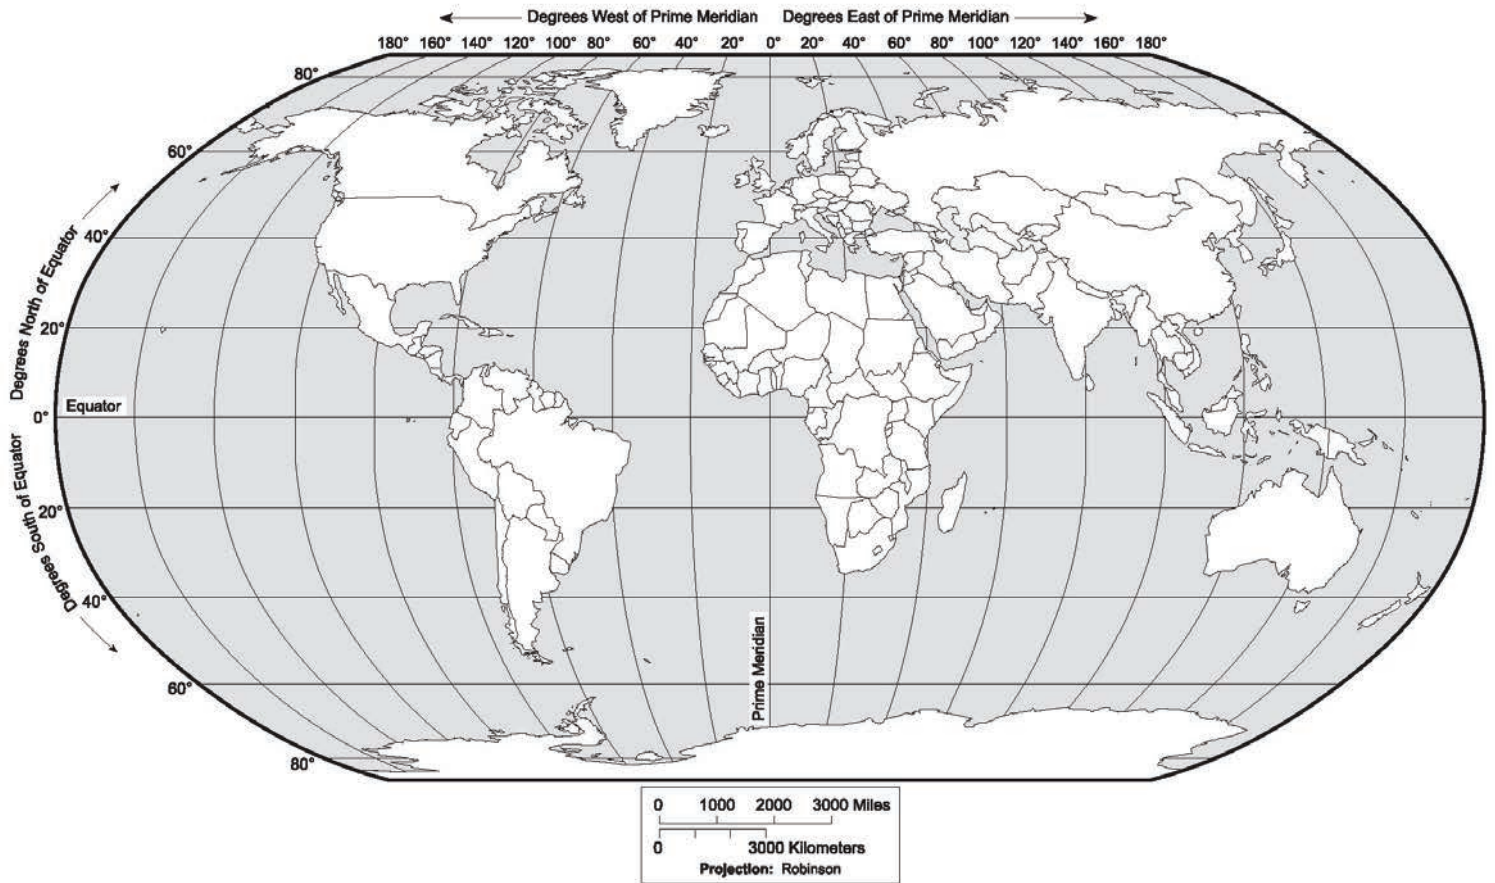 Degrees West of Prime Meridian Degrees East of Prime Meridian
180° 160° 140° 120° 100° 80° 60° 40° 20° 0° 20° 40° 60° 80° 100° 120° 140° 160° 180°
80°
60°
40°
20°
0°
20°
40°
60°
80°
Degrees North of Equator
Equator
Degrees South of Equator
Prime Meridian
0 1000 2000 3000 Miles
0 3000 Kilometers
Projection: Robinson